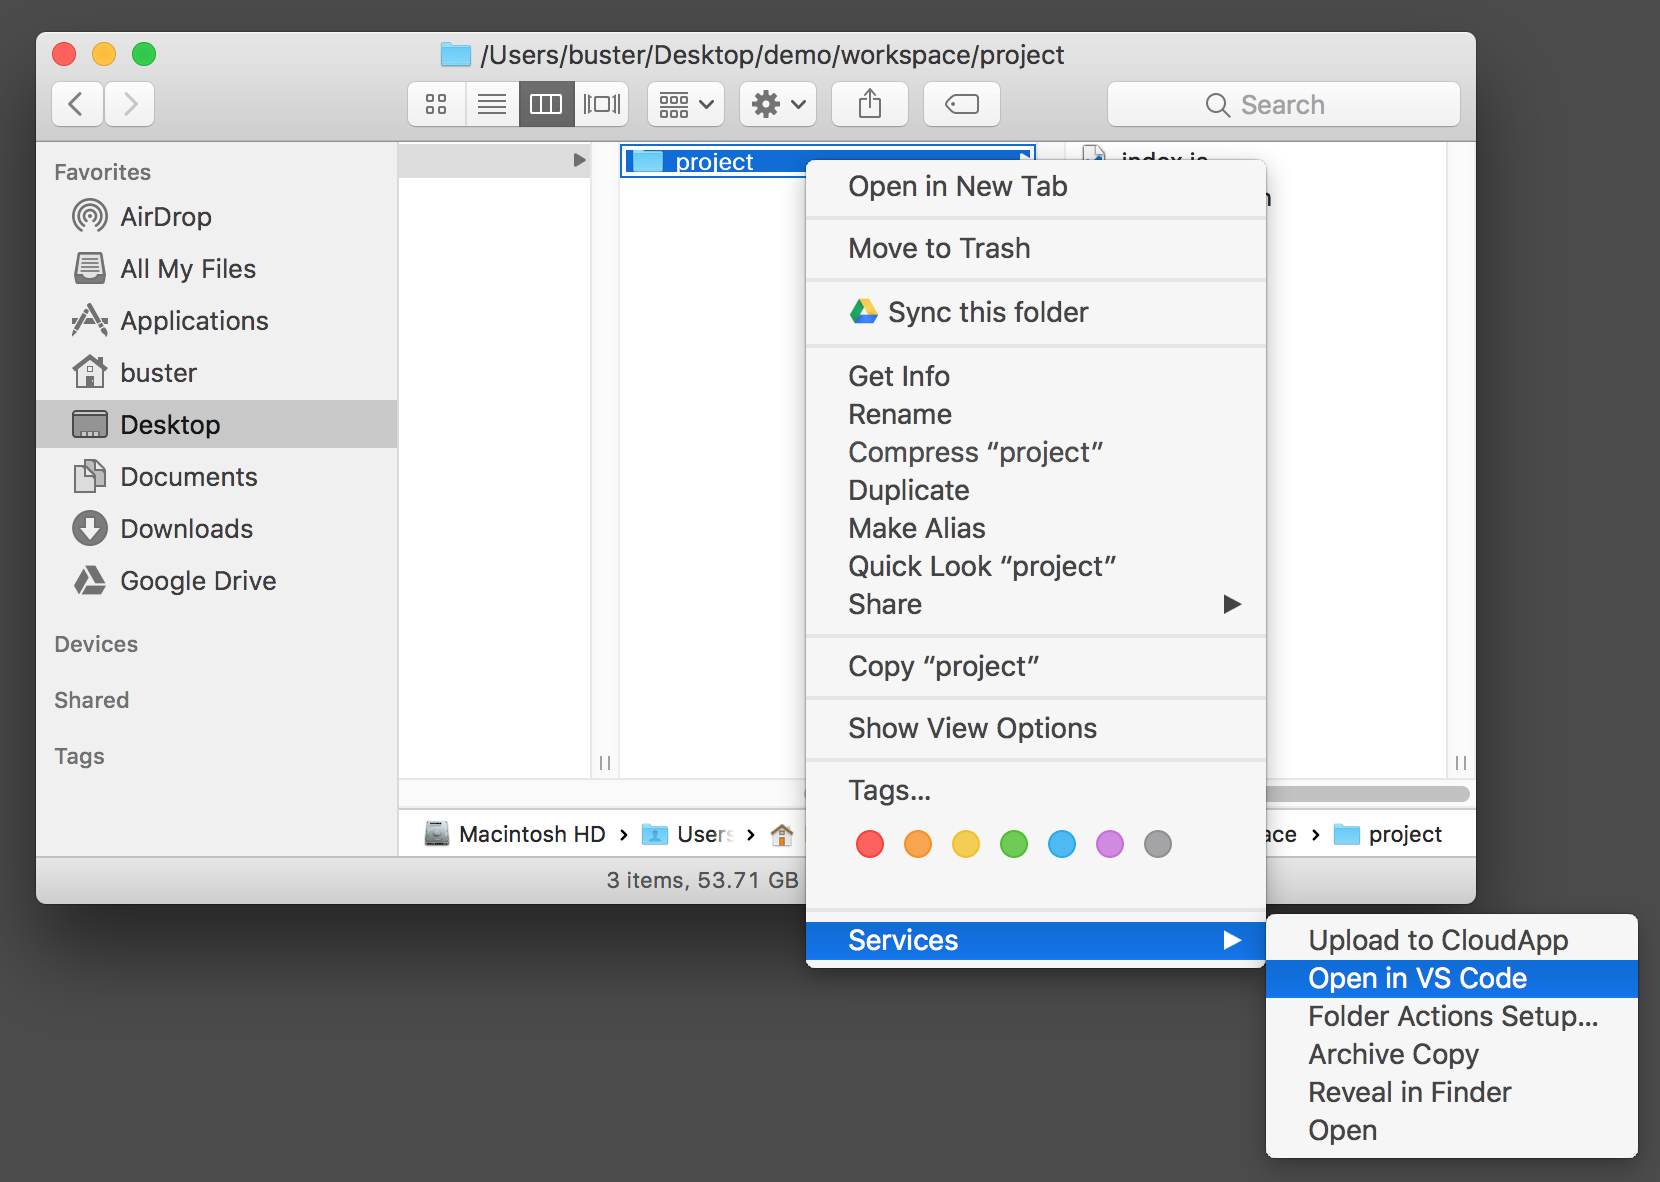 /Users/buster/Desktop/demo/workspace/project
Search
Favorites
AirDrop
All My Files
Applications
buster
Desktop
Documents
Downloads
Google Drive
Devices
Shared
Tags
project
Open in New Tab
Move to Trash
Sync this folder
Get Info
Rename
Compress “project”
Duplicate
Make Alias
Quick Look “project”
Share
Copy “project”
Show View Options
Tags...
Services
Macintosh HD › Users ›
ace › project
3 items, 53.71 GB
Upload to CloudApp
Open in VS Code
Folder Actions Setup...
Archive Copy
Reveal in Finder
Open